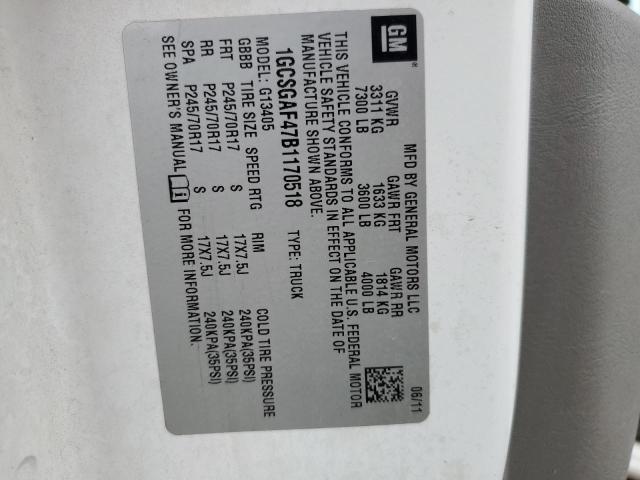 GM
MFD BY GENERAL MOTORS LLC 06/11
GVWR GAWR FRT GAWR RR
3311 KG 1633 KG 1814 KG
7300 LB 3600 LB 4000 LB
THIS VEHICLE CONFORMS TO ALL APPLICABLE U.S. FEDERAL MOTOR
VEHICLE SAFETY STANDARDS IN EFFECT ON THE DATE OF
MANUFACTURE SHOWN ABOVE.
1GCSGAF47B1170518 TYPE: TRUCK
MODEL: G13405
GBBB TIRE SIZE SPEED RTG RIM COLD TIRE PRESSURE
FRT P245/70R17 S 17X7.5J 240KPA(35PSI)
RR P245/70R17 S 17X7.5J 240KPA(35PSI)
SPA P245/70R17 S 17X7.5J 240KPA(35PSI)
SEE OWNER'S MANUAL FOR MORE INFORMATION.